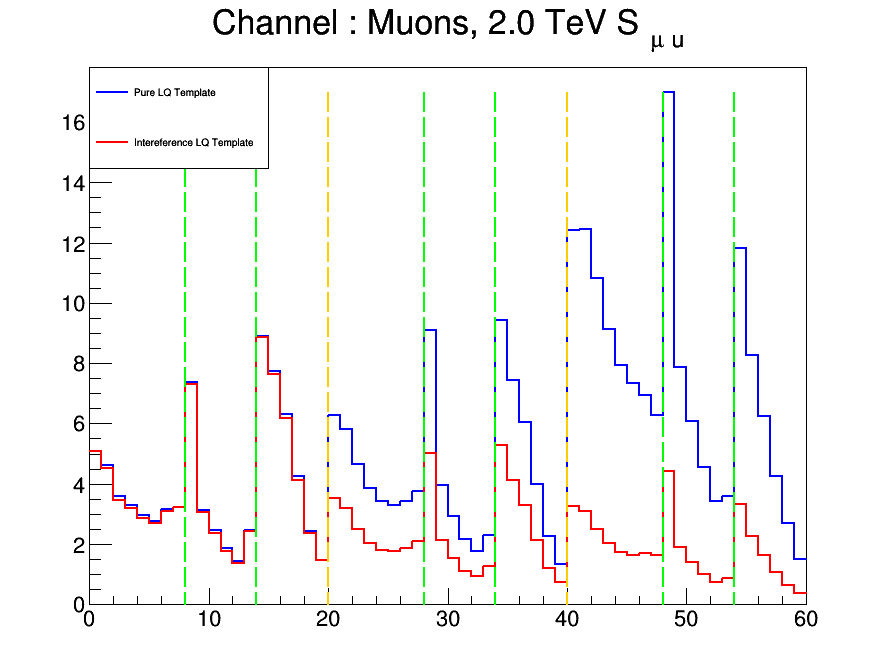 Channel : Muons, 2.0 TeV S μ u
Pure LQ Template
Intereference LQ Template
16
14
12
10
8
6
4
2
0
0 10 20 30 40 50 60